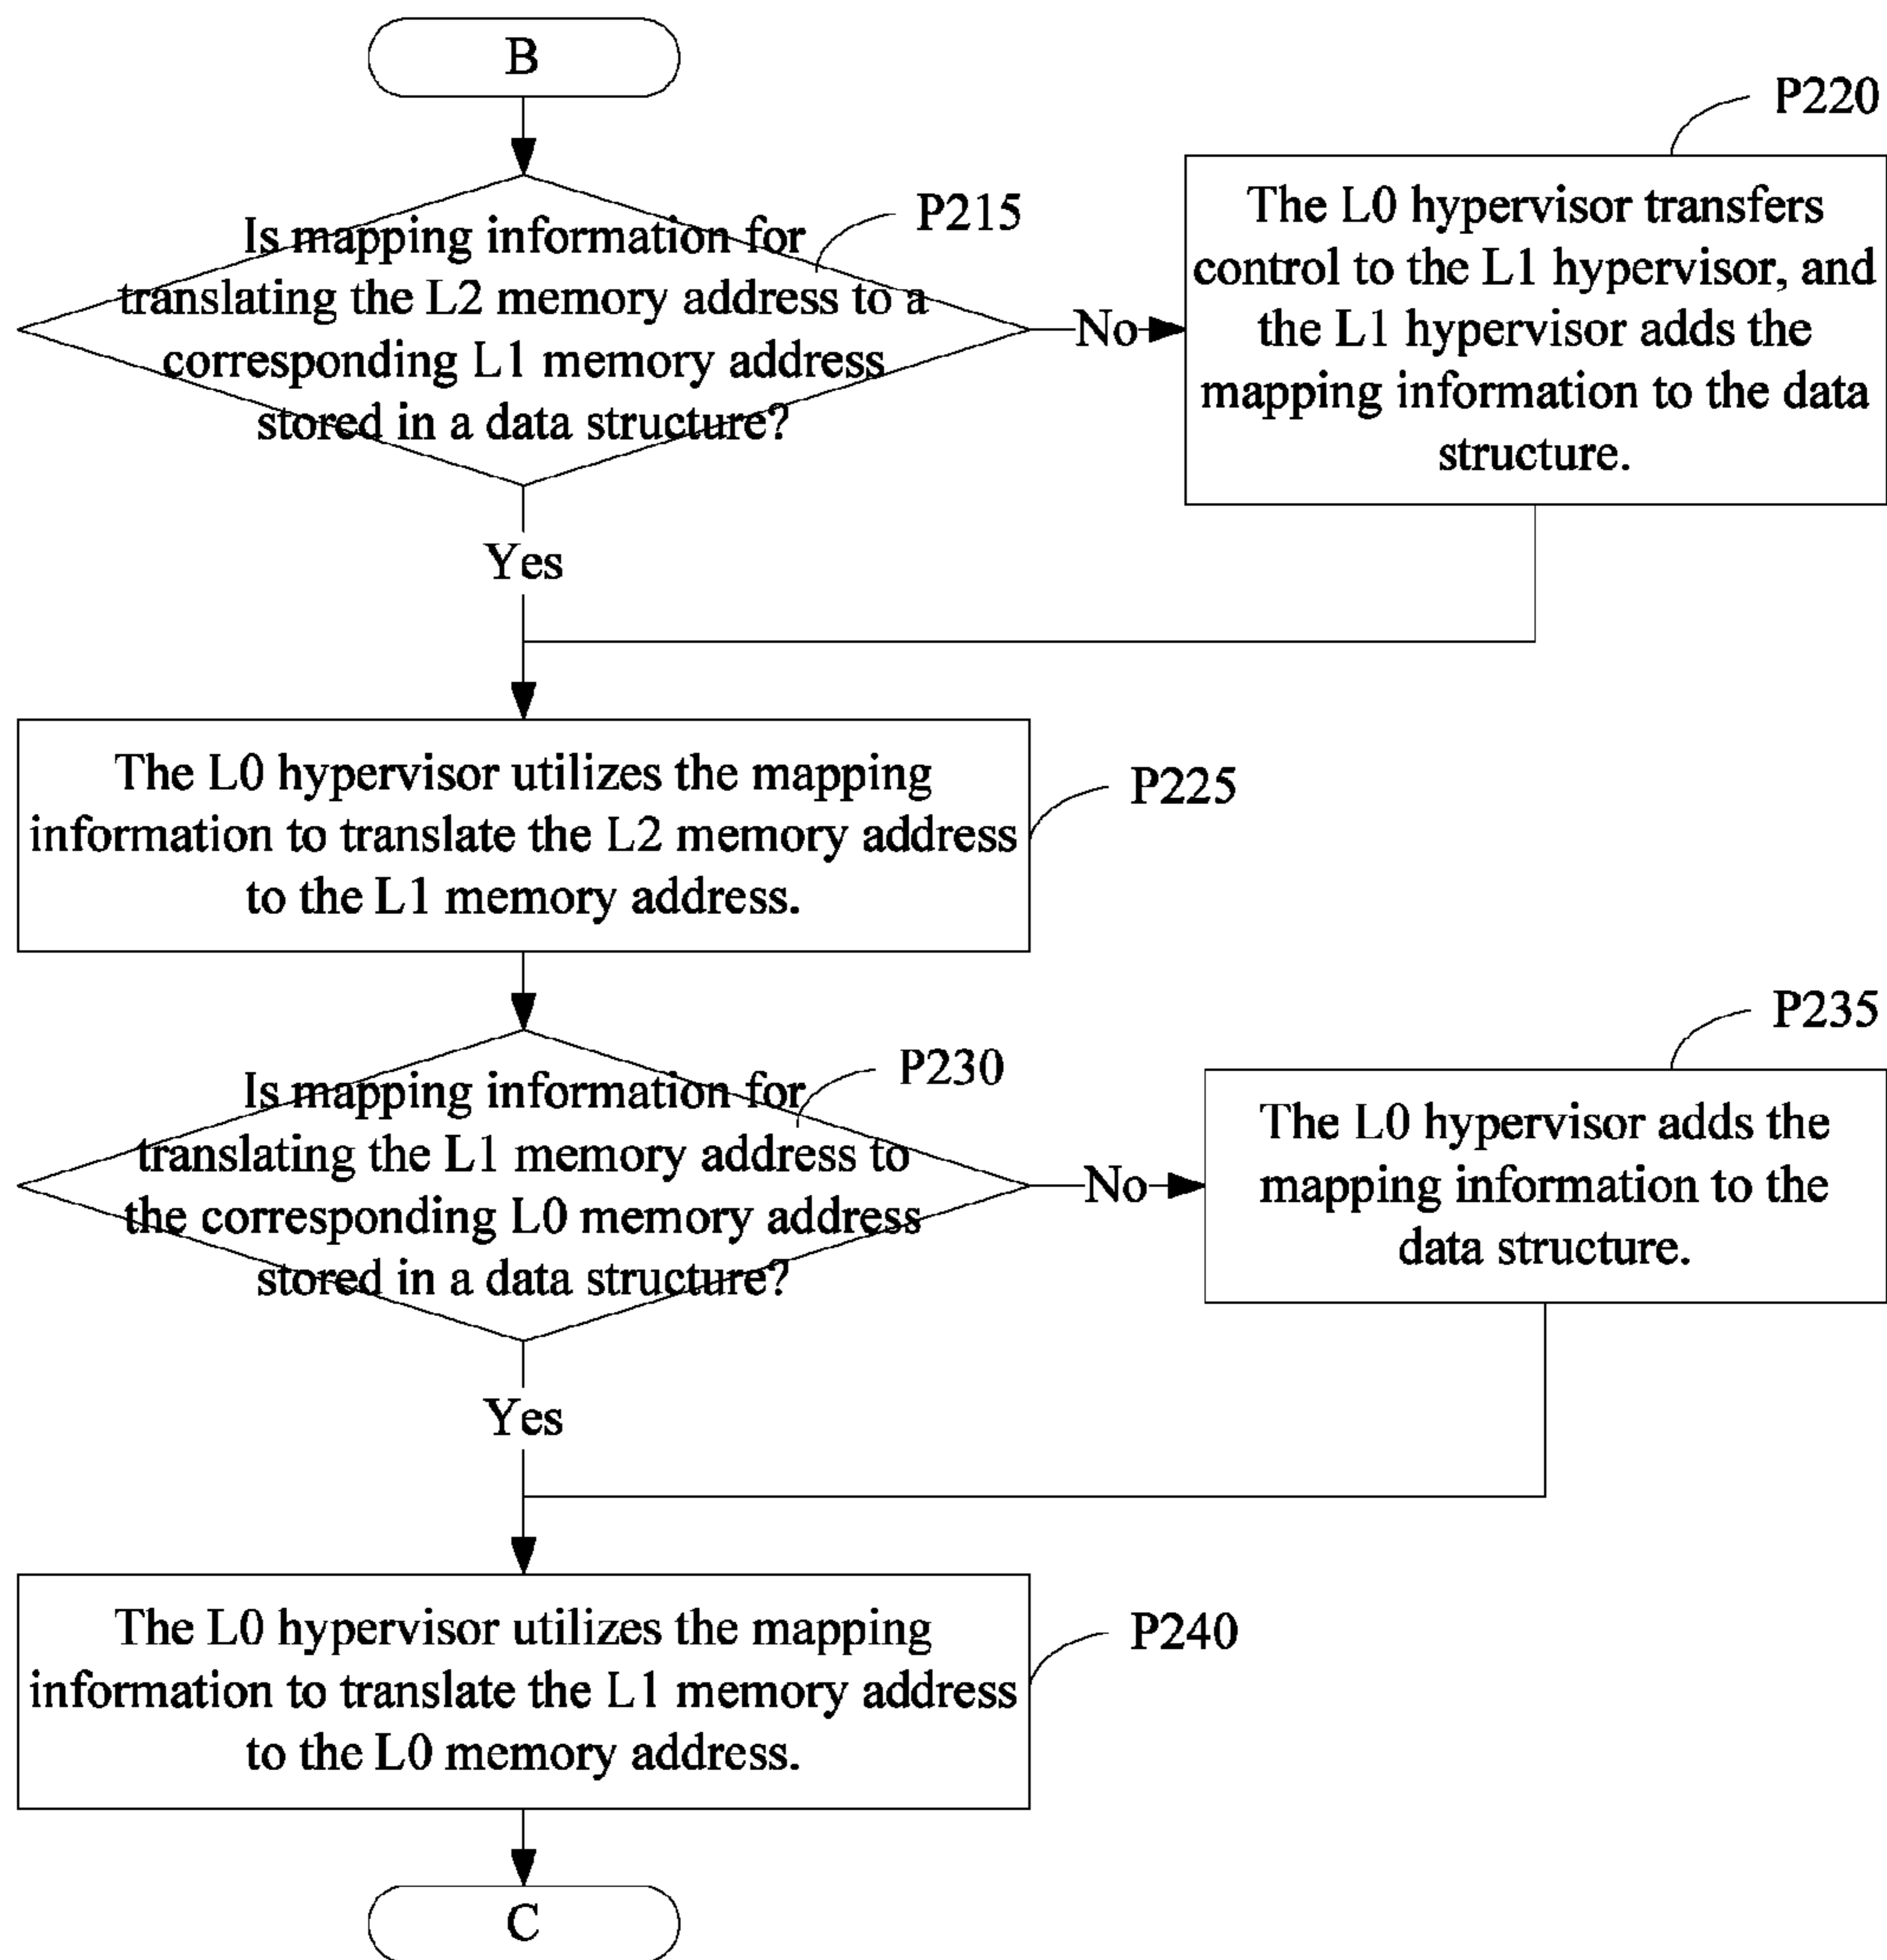 B
P220
P215
Is mapping information for
translating the L2 memory address to a
corresponding L1 memory address
stored in a data structure?
No
The L0 hypervisor transfers
control to the L1 hypervisor, and
the L1 hypervisor adds the
mapping information to the data
structure.
Yes
The L0 hypervisor utilizes the mapping
information to translate the L2 memory address
to the L1 memory address.
P225
P235
P230
Is mapping information for
translating the L1 memory address to
the corresponding L0 memory address
stored in a data structure?
No
The L0 hypervisor adds the
mapping information to the
data structure.
Yes
The L0 hypervisor utilizes the mapping
information to translate the L1 memory address
to the L0 memory address.
P240
C